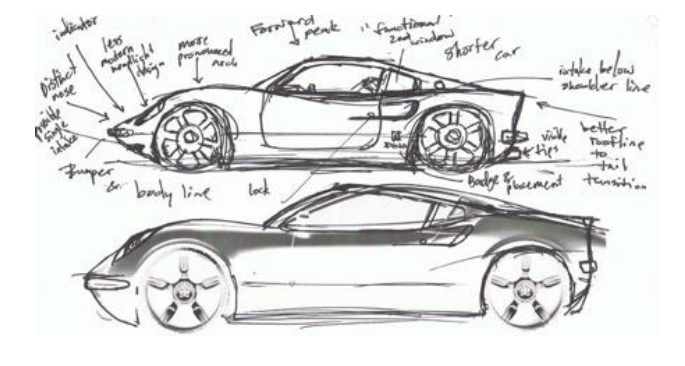 indicator
less
modern
headlight
design
more
pronounced
arch
Forward
peak
functional
2nd
window
shorter
car
intake below
shoulder line
Distinct
nose
visible
single
intake
better
roofline
to
tail
transition
visible
tips
Bumper
body line
lock
Badge placement